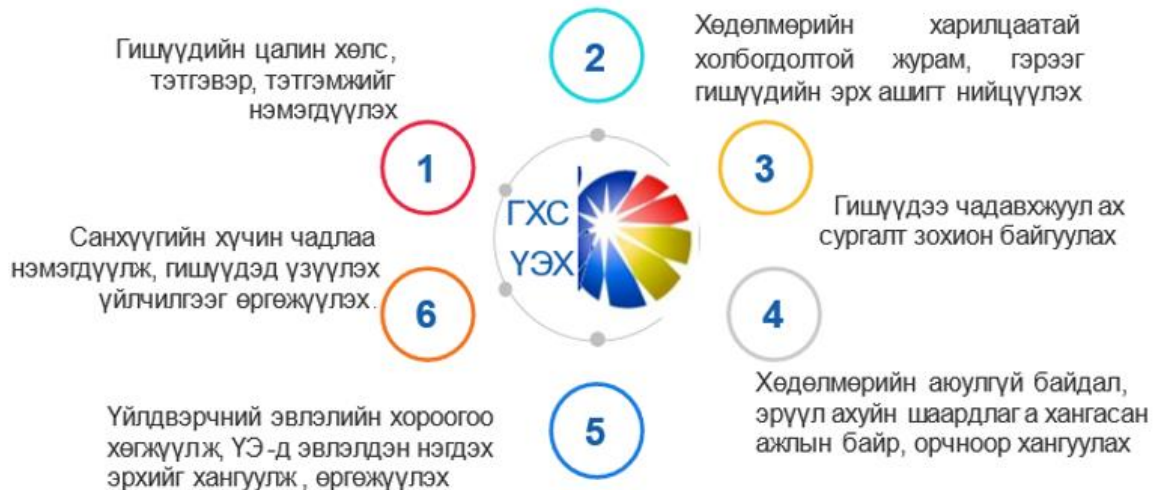 Гишүүдийн цалин хөлс,
тэтгэвэр, тэтгэмжийг
нэмэгдүүлэх
1
2
Хөдөлмөрийн харилцаатай
холбогдолтой журам, гэрээг
гишүүдийн эрх ашигт нийцүүлэх
3
Гишүүдээ чадавхжуул ах
сургалт зохион байгуулах
4
Хөдөлмөрийн аюулгүй байдал,
эрүүл ахуйн шаардлаг а хангасан
ажлын байр, орчноор хангуулах
5
Үйлдвэрчний эвлэлийн хороогоо
хөгжүүлж, ҮЭ-д эвлэлдэн нэгдэх
эрхийг хангуулж , өргөжүүлэх
6
Санхүүгийн хүчин чадлаа
нэмэгдүүлж, гишүүдэд үзүүлэх
үйлчилгээг өргөжүүлэх.
ГХС
ҮЭХ